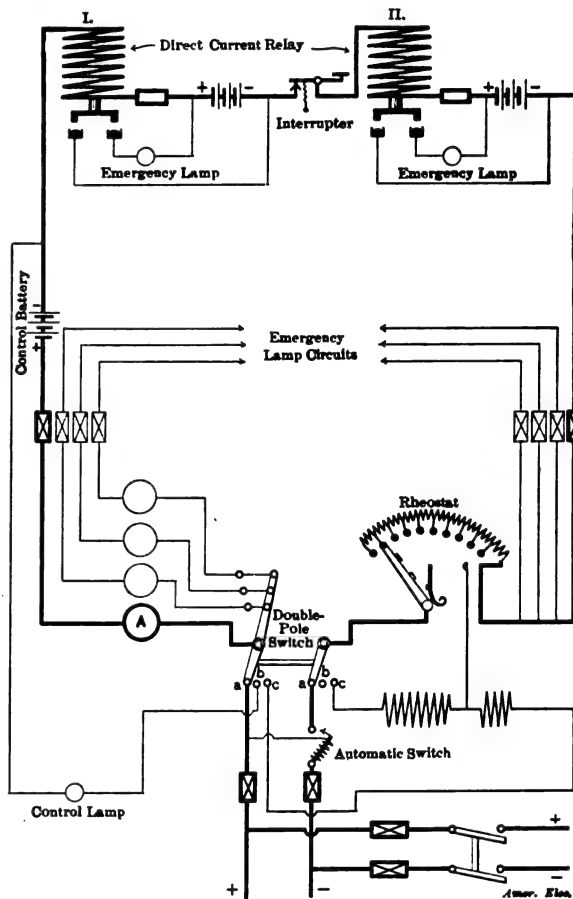 I.
II.
Direct Current Relay
+ -
+ -
Interrupter
Emergency Lamp
Emergency Lamp
Control Battery
-
+
Emergency
Lamp Circuits
Rheostat
A
Double-
Pole
Switch
a b c
a b c
Automatic Switch
Control Lamp
+
-
+ -
Amer. Elec.